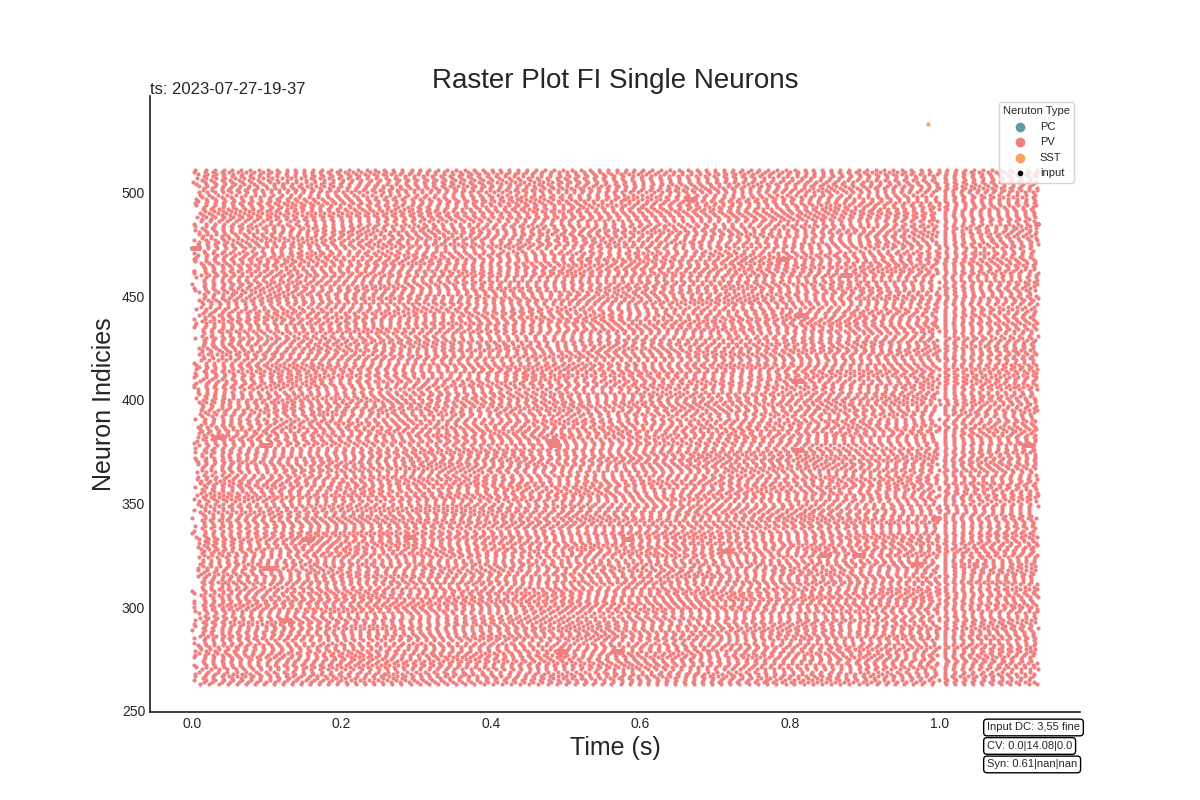 Raster Plot FI Single Neurons
ts: 2023-07-27-19-37
Neruton Type
PC
PV
SST
input
Neuron Indicies
500
450
400
350
300
250
0.0
0.2
0.4
0.6
0.8
1.0
Time (s)
Input DC: 3,55 fine
CV: 0.0|14.08|0.0
Syn: 0.61|nan|nan